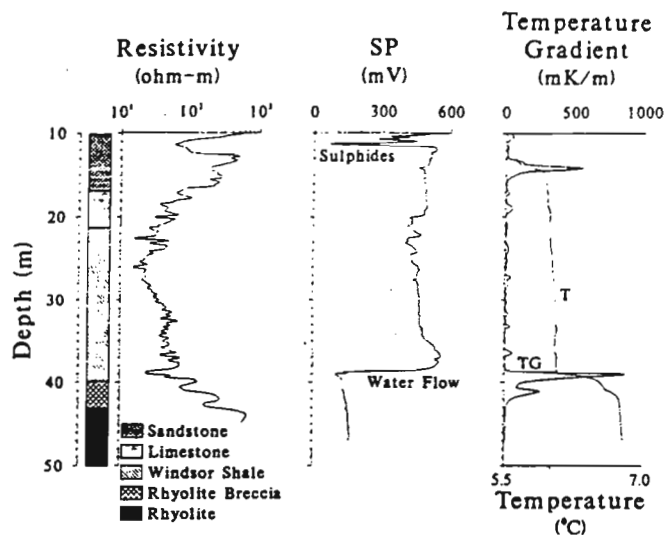 Resistivity
(ohm-m)
10¹ 10² 10³
SP
(mV)
0 300 600
Temperature
Gradient
(mK/m)
0 500 1000
10
20
30
40
50
Depth (m)
Sulphides
Water Flow
T
TG
Sandstone
Limestone
Windsor Shale
Rhyolite Breccia
Rhyolite
5.5 7.0
Temperature
(°C)